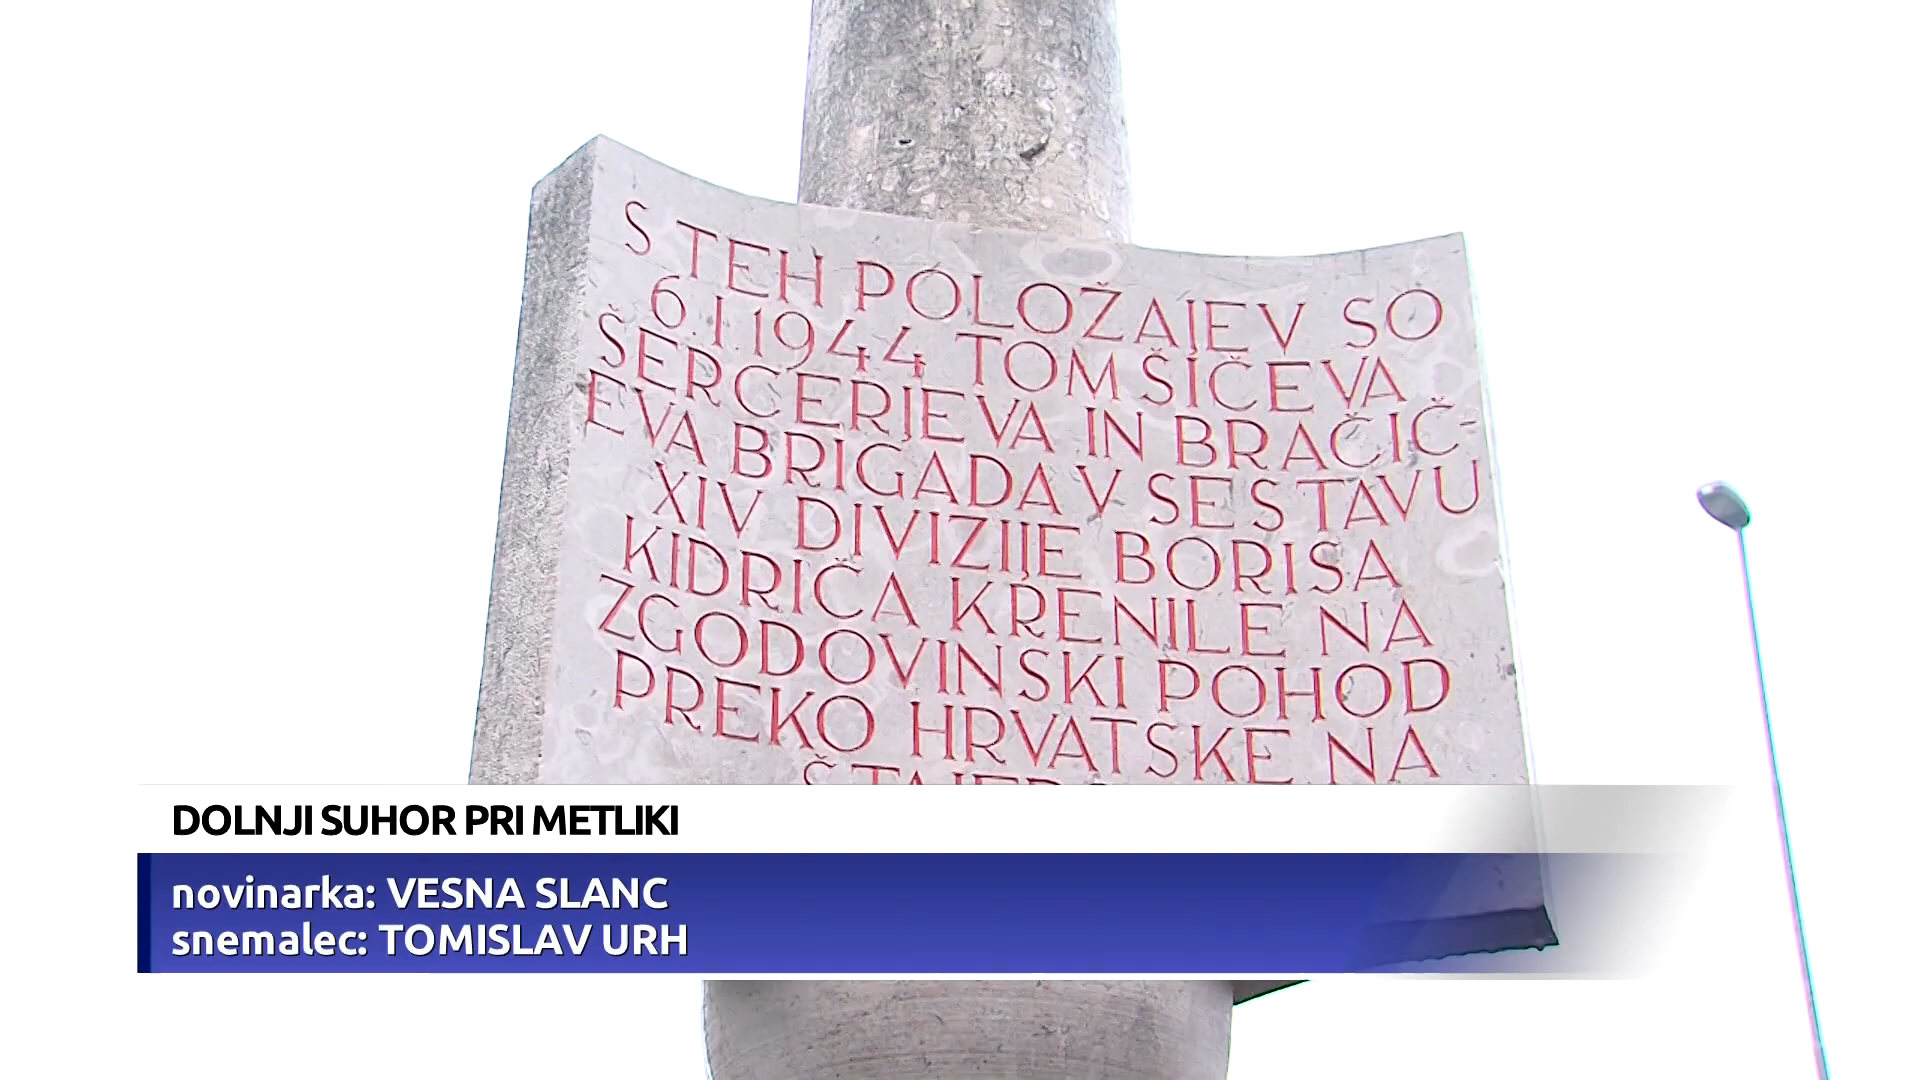 S TEH POLOŽAJEV SO
6.I.1944 TOMŠIČEVA
ŠERCERJEVA IN BRAČIČ-
EVA BRIGADA V SESTAVU
XIV DIVIZIJE BORISA
KIDRIČA KRENILE NA
ZGODOVINSKI POHOD
PREKO HRVATSKE NA
DOLNJI SUHOR PRI METLIKI
novinarka: VESNA SLANC
snemalec: TOMISLAV URH